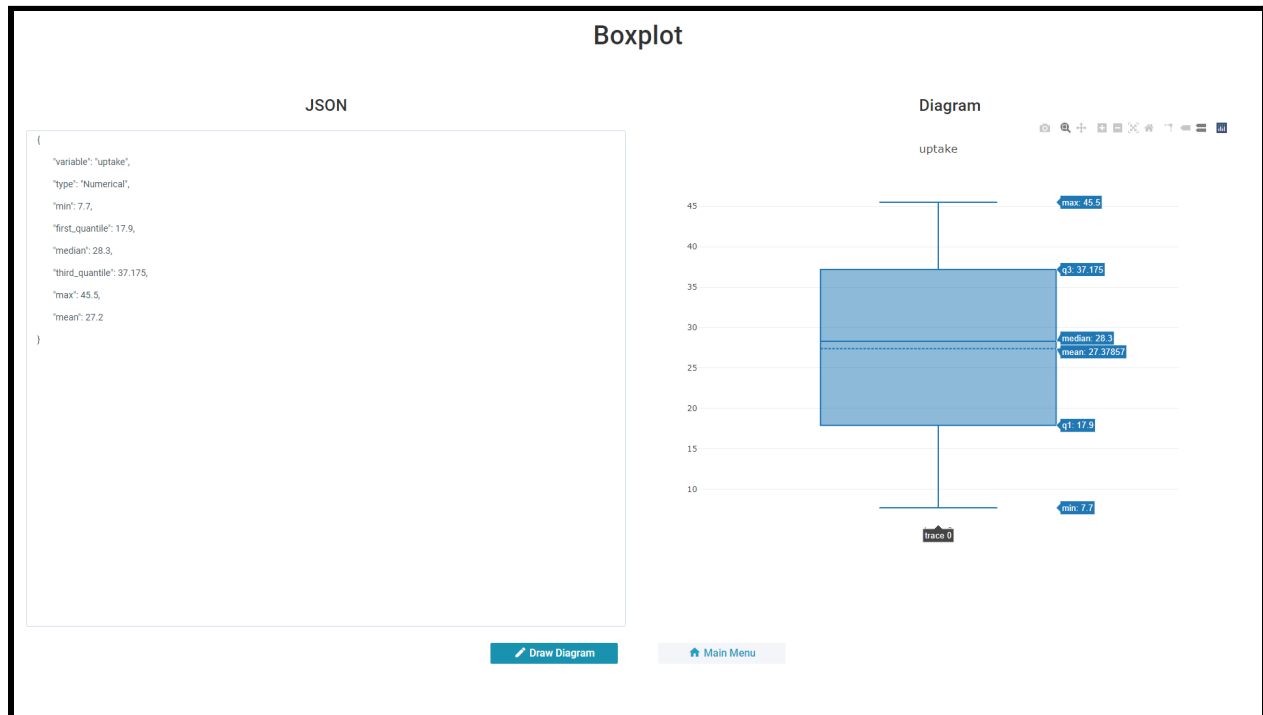 Boxplot
JSON
{
"variable": "uptake",
"type": "Numerical",
"min": 7.7,
"first_quantile": 17.9,
"median": 28.3,
"third_quantile": 37.175,
"max": 45.5,
"mean": 27.2
}
Diagram
uptake
45
40
35
30
25
20
15
10
max: 45.5
q3: 37.175
median: 28.3
mean: 27.37857
q1: 17.9
min: 7.7
trace 0
Draw Diagram
Main Menu